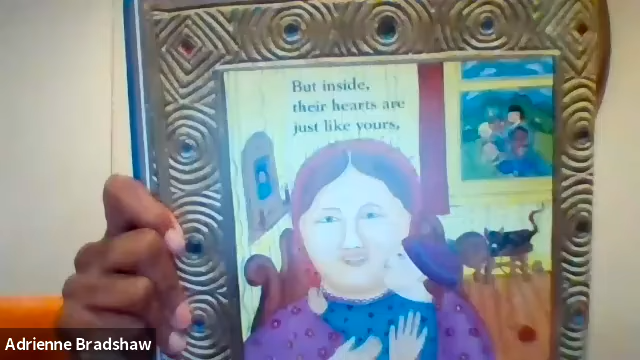 But inside,
their hearts are
just like yours,
Adrienne Bradshaw